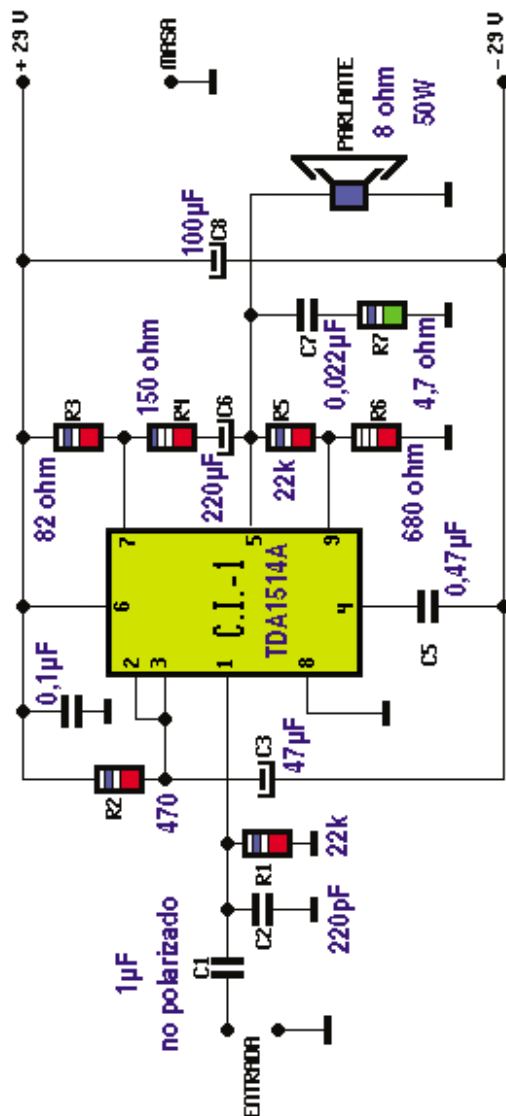 + 29 V
MASA
- 29 V
PARLANTE
8 ohm
50W
100µF
C8
C7
0,022µF
R7
4,7 ohm
R3
82 ohm
150 ohm
R4
C6
220µF
R5
22k
R6
680 ohm
7
5
9
6
C.I.-1
TDA1514A
4
2
3
1
8
0,47µF
C5
0,1µF
R2
470
C3
47µF
R1
22k
C2
220pF
1µF
no polarizado
C1
ENTRADA